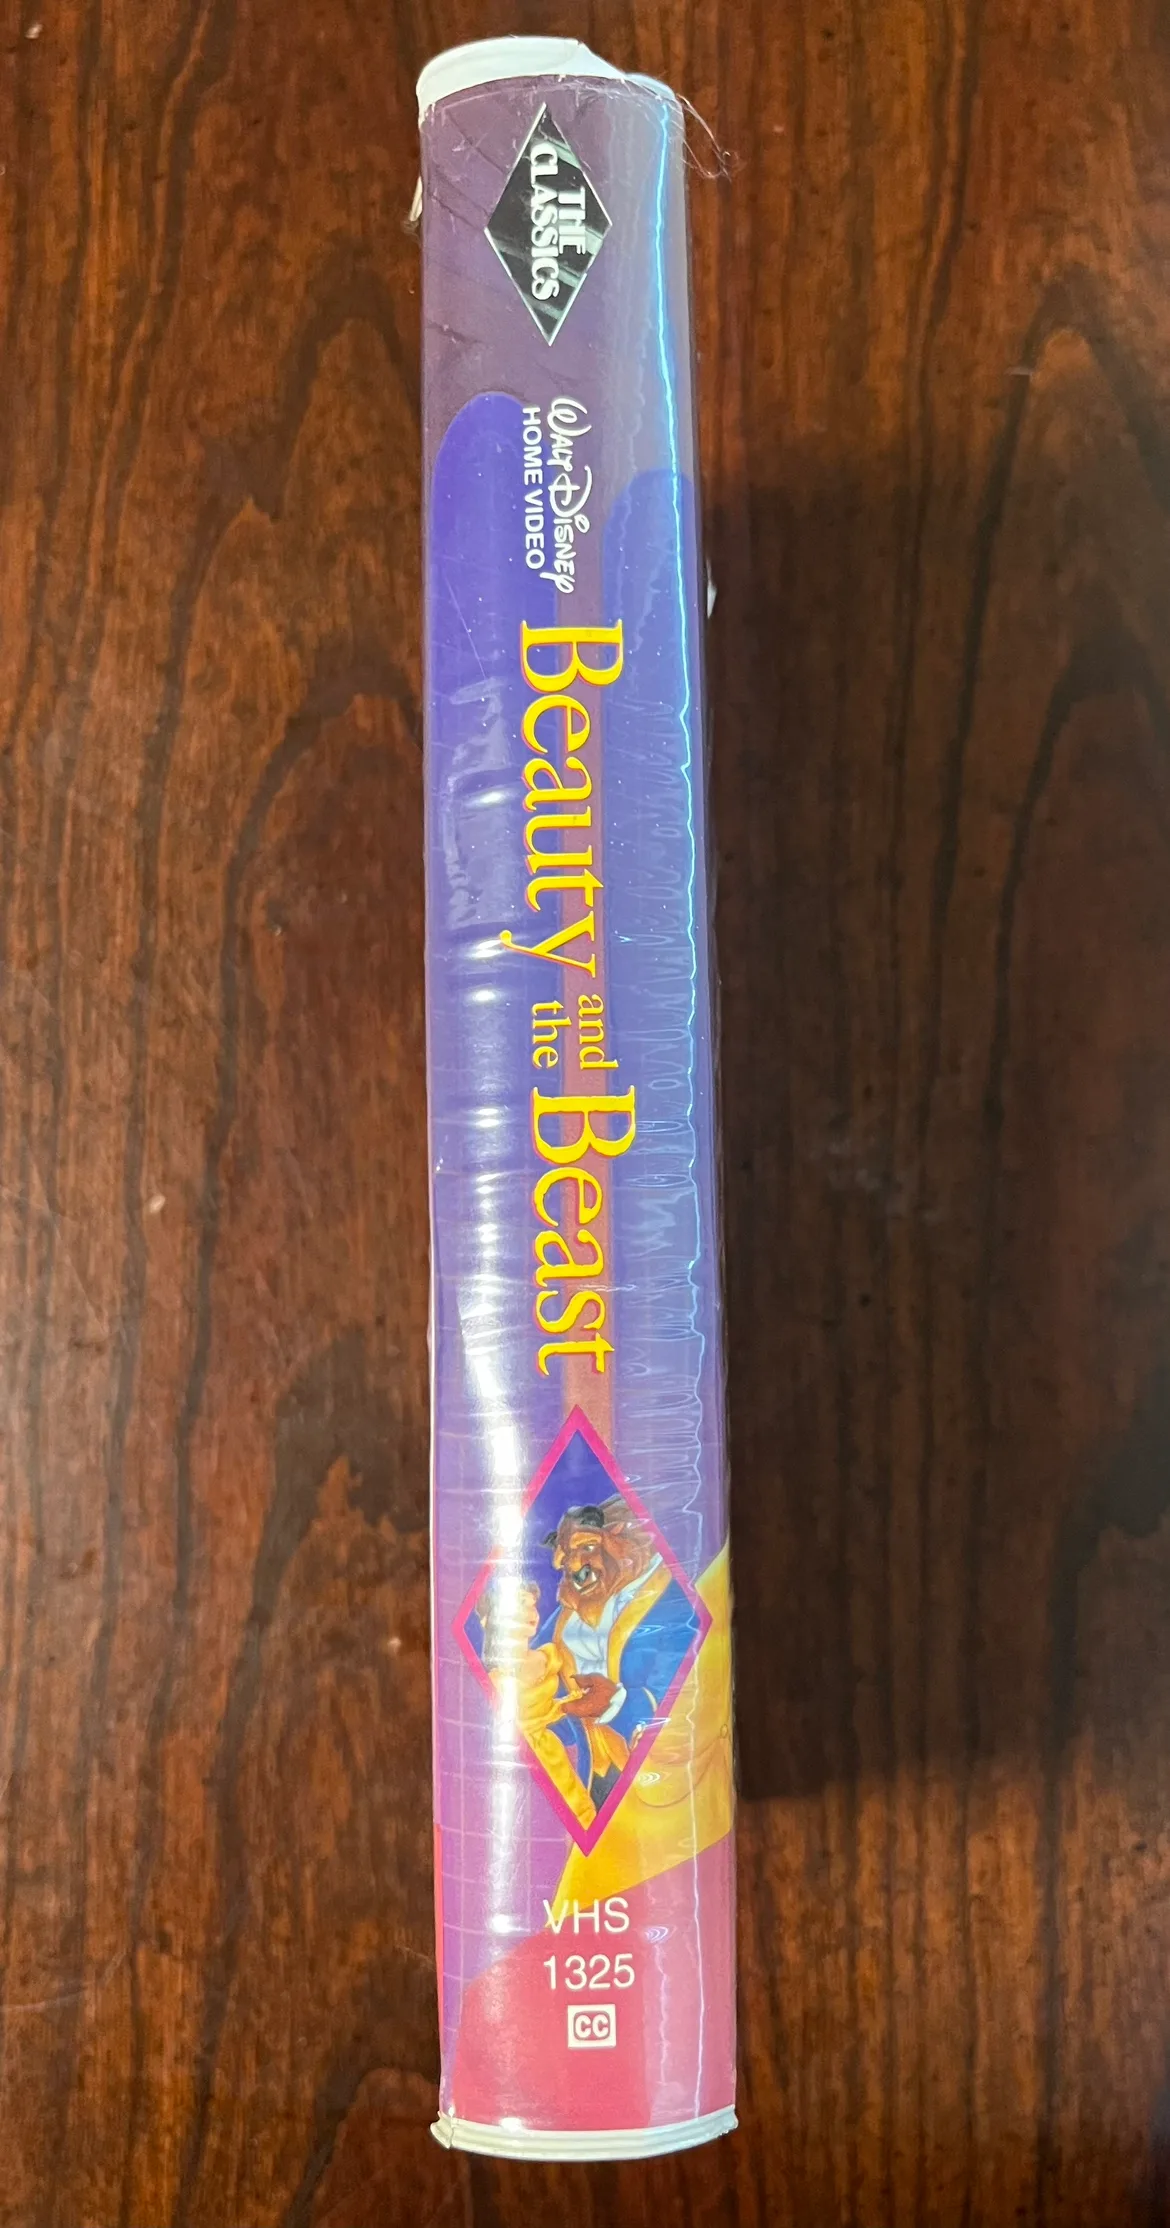 THE
CLASSICS
WALT DISNEY
HOME VIDEO
Beauty and
the Beast
VHS
1325
CC